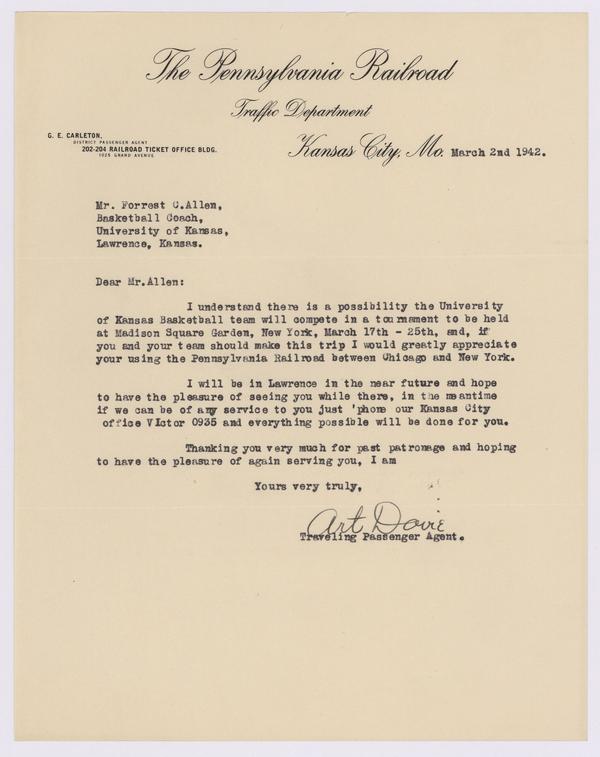 The Pennsylvania Railroad
Traffic Department
G. E. CARLETON,
DISTRICT PASSENGER AGENT
202-204 RAILROAD TICKET OFFICE BLDG.
1025 GRAND AVENUE
Kansas City, Mo. March 2nd 1942.
Mr. Forrest C.Allen,
Basketball Coach,
University of Kansas,
Lawrence, Kansas.
Dear Mr.Allen:
I understand there is a possibility the University
of Kansas Basketball team will compete in a tournament to be held
at Madison Square Garden, New York, March 17th - 25th, and, if
you and your team should make this trip I would greatly appreciate
your using the Pennsylvania Railroad between Chicago and New York.
I will be in Lawrence in the near future and hope
to have the pleasure of seeing you while there, in the meantime
if we can be of any service to you just 'phone our Kansas City
office VIctor 0935 and everything possible will be done for you.
Thanking you very much for past patronage and hoping
to have the pleasure of again serving you, I am
Yours very truly,
Art
Traveling Passenger Agent.